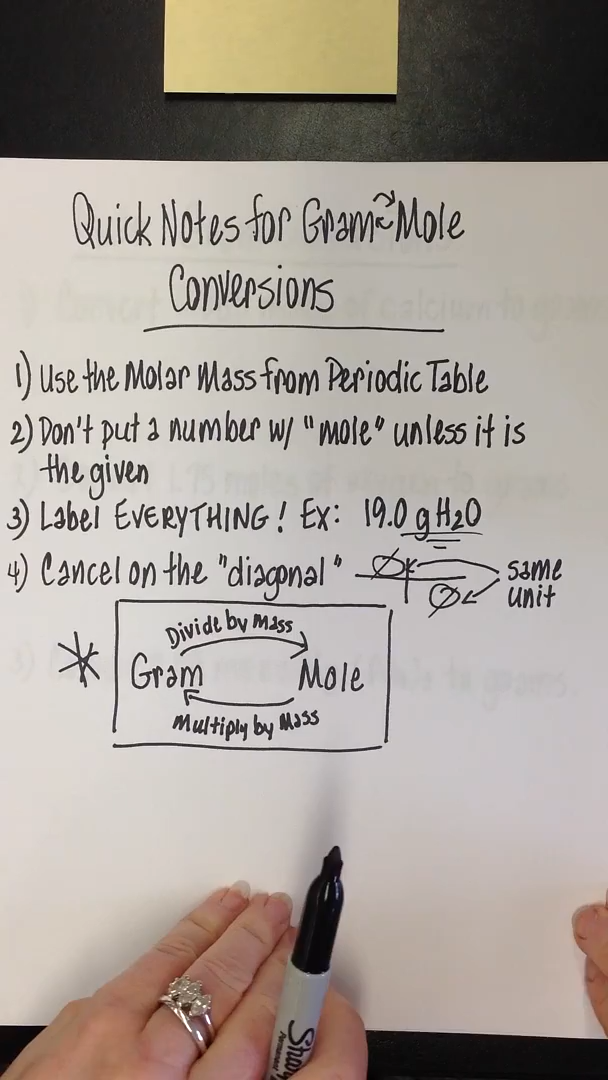 Quick Notes for Gram⇄Mole
Conversions
1) Use the Molar Mass from Periodic Table
2) Don't put a number w/ "mole" unless it is
the given
3) Label EVERYTHING! Ex: 19.0 g H2O
4) Cancel on the "diagonal"
same
unit
Divide by Mass
Gram Mole
Multiply by Mass